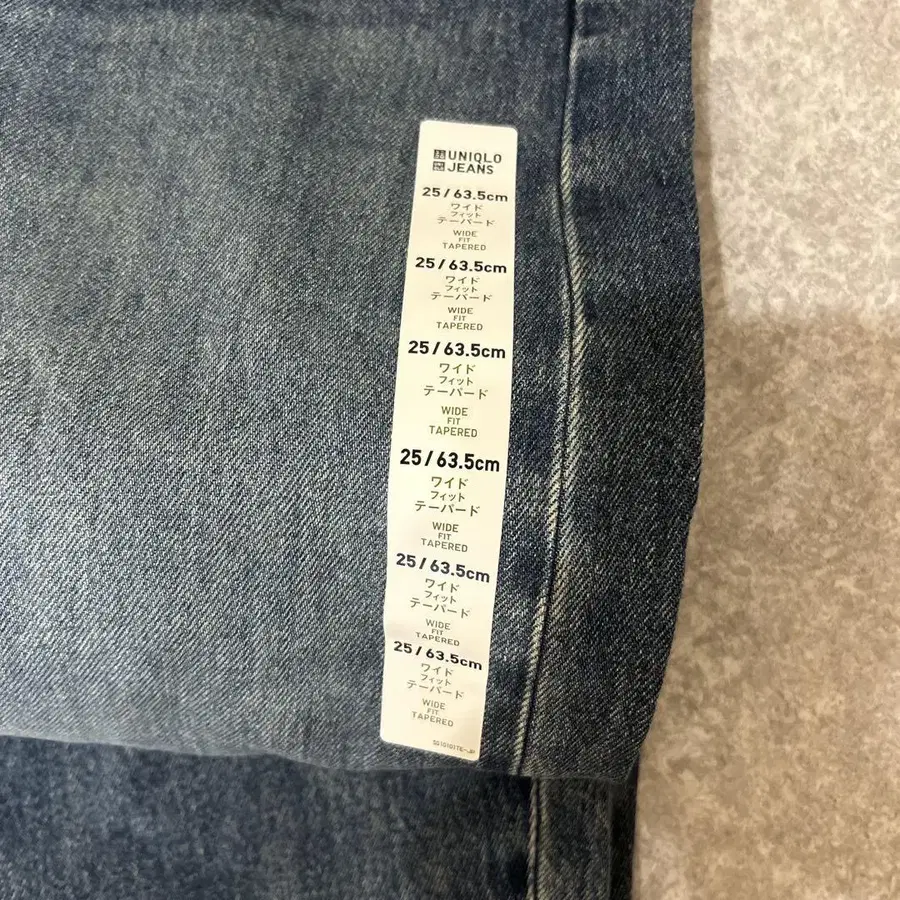 UNIQLO
JEANS
25/63.5cm
ワイド
フィット
テーパード
WIDE
FIT
TAPERED
25/63.5cm
ワイド
フィット
テーパード
WIDE
FIT
TAPERED
25/63.5cm
ワイド
フィット
テーパード
WIDE
FIT
TAPERED
25/63.5cm
ワイド
フィット
テーパード
WIDE
FIT
TAPERED
25/63.5cm
ワイド
フィット
テーパード
WIDE
FIT
TAPERED
25/63.5cm
ワイド
フィット
テーパード
WIDE
FIT
TAPERED